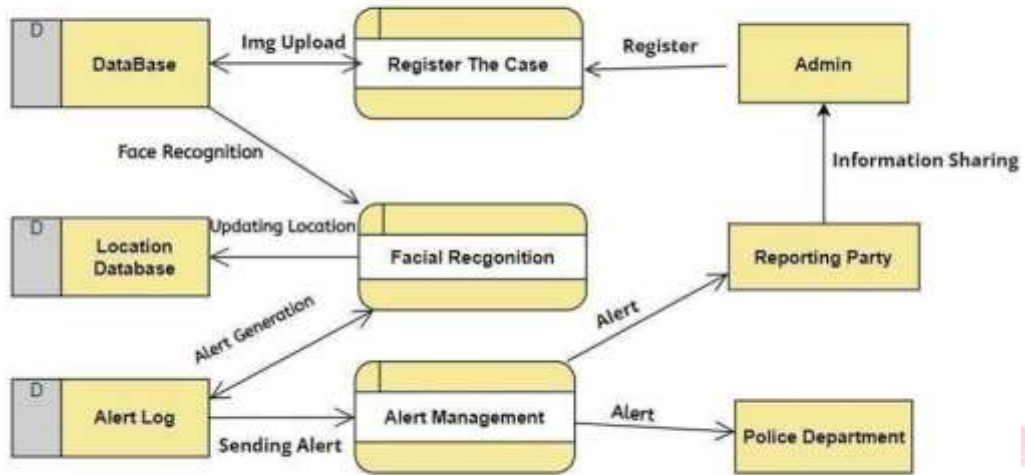 D
DataBase
Img Upload
Register The Case
Register
Admin
Face Recognition
Information Sharing
D
Location
Database
Updating Location
Facial Recgonition
Reporting Party
Alert Generation
Alert
D
Alert Log
Sending Alert
Alert Management
Alert
Police Department